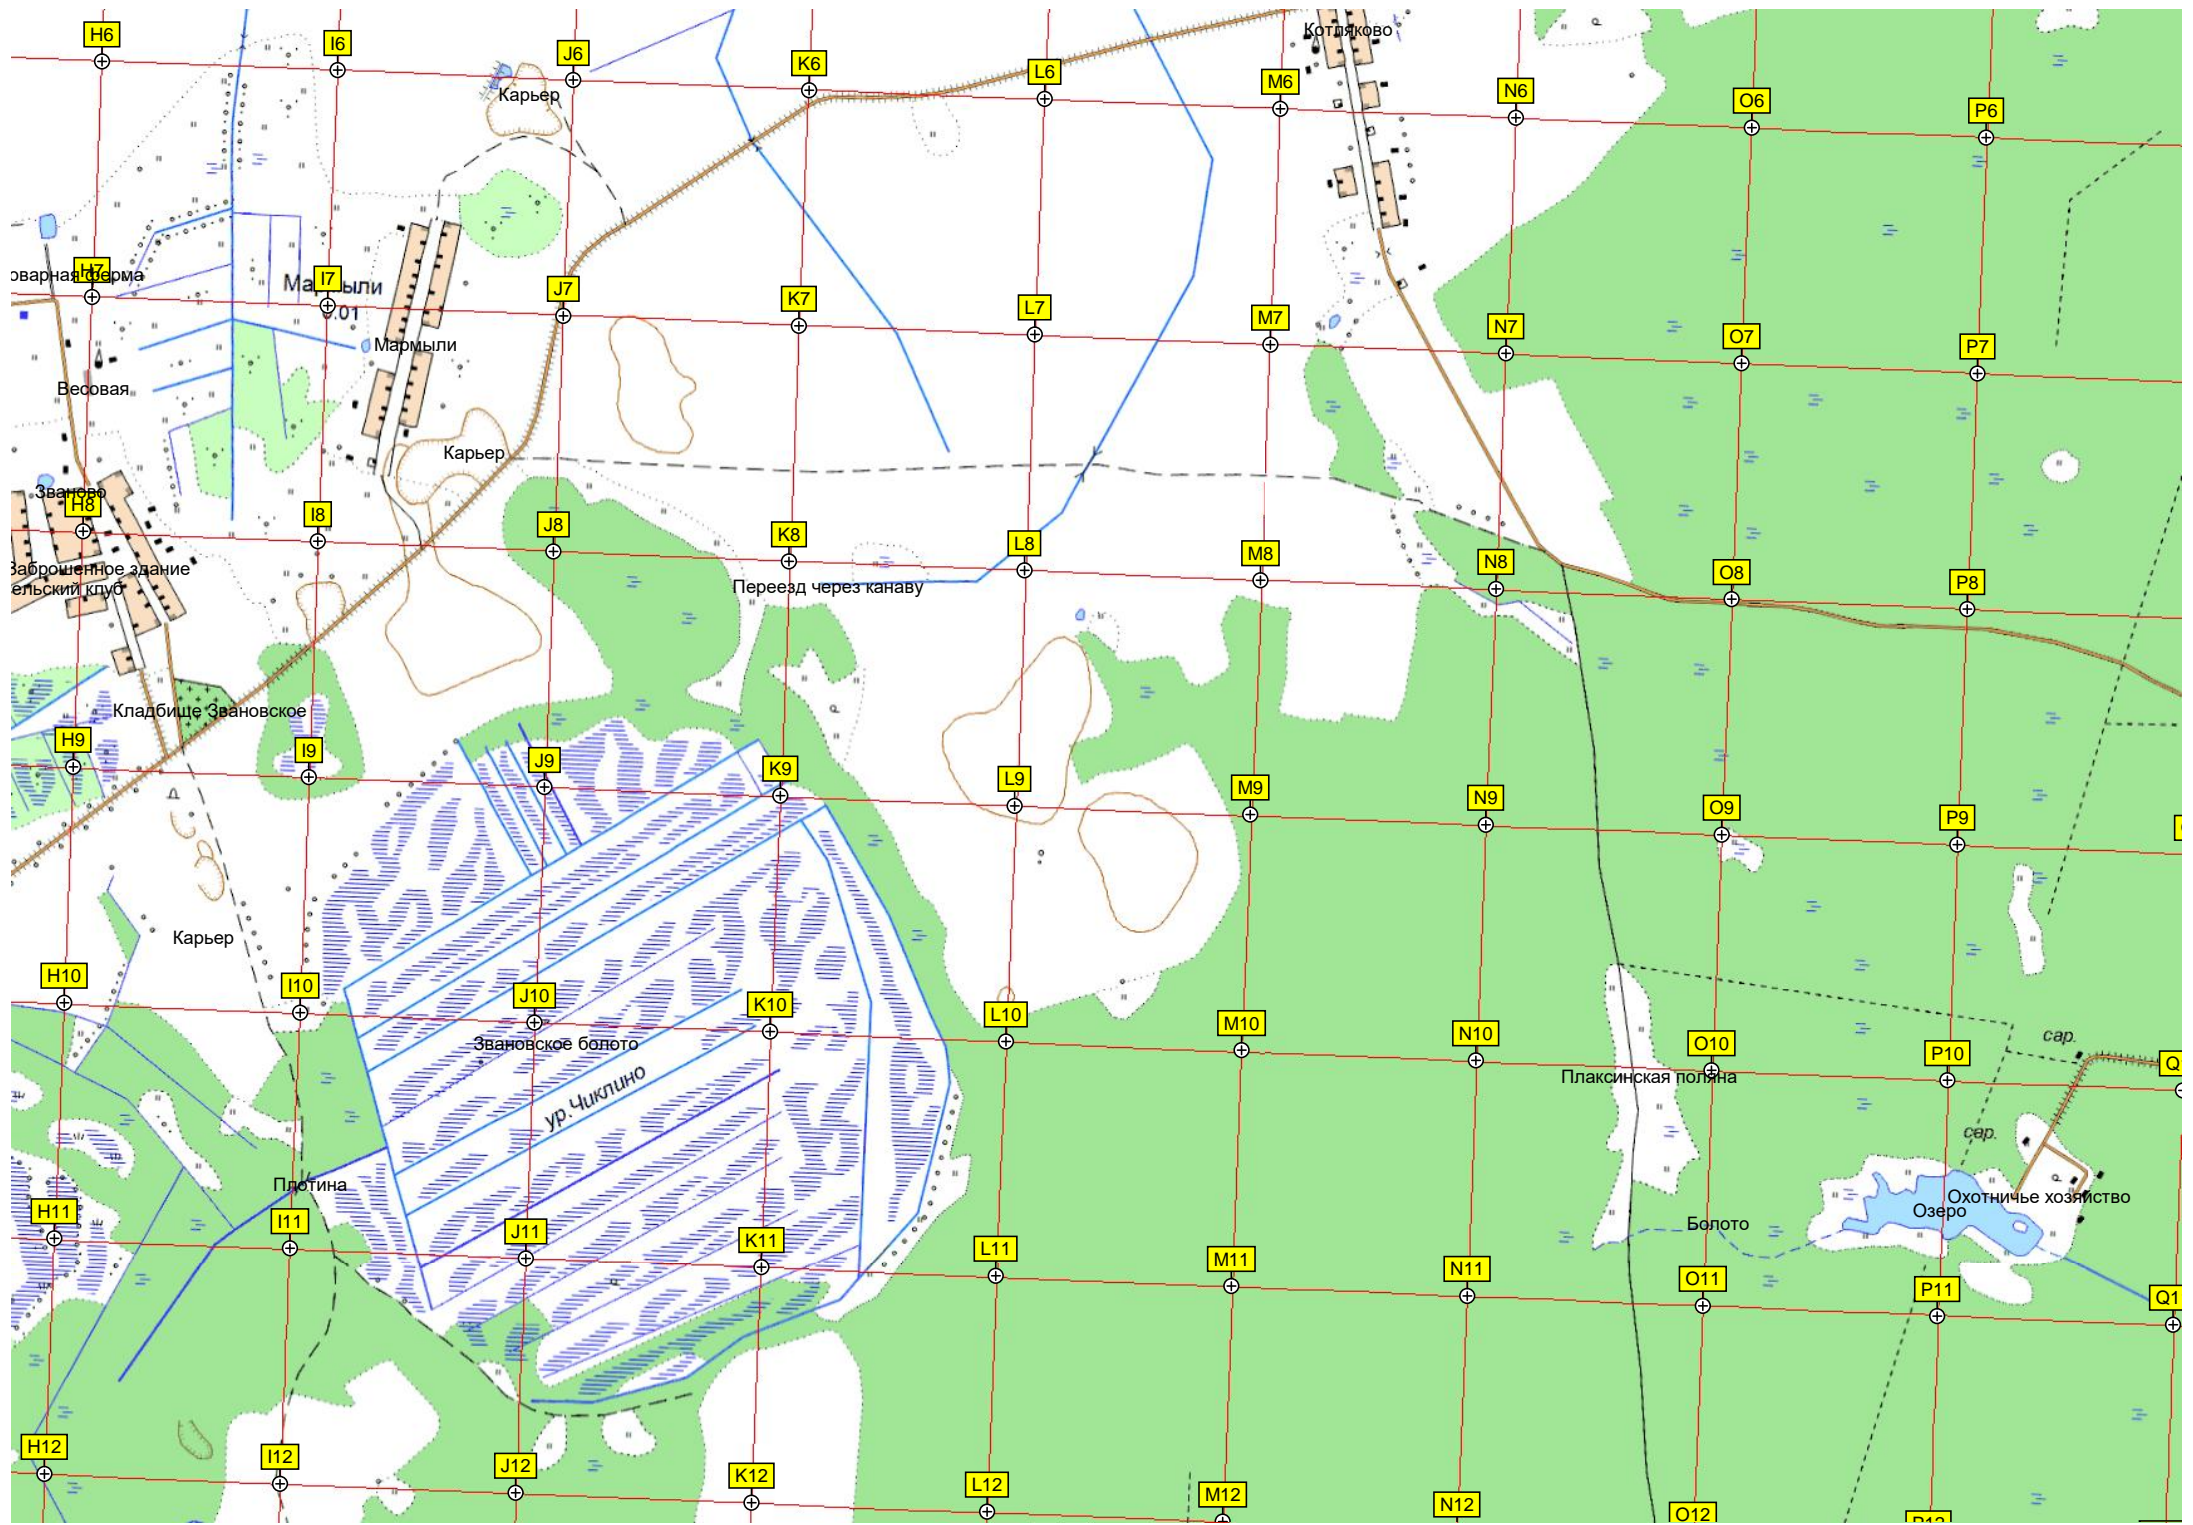 Котляково
H6
I6
J6
K6
L6
M6
N6
O6
P6
Карьер
H7
I7
J7
K7
L7
M7
N7
O7
P7
оварная ферма
.01
Мармыли
Весовая
Карьер
Званово
H8
I8
J8
K8
L8
M8
N8
O8
P8
Заброшенное здание
ельский клуб
Переезд через канаву
Кладбище Звановское
H9
I9
J9
K9
L9
M9
N9
O9
P9
Карьер
H10
I10
J10
K10
L10
M10
N10
O10
P10
Q
сар.
Звановское болото
ур.Чиклино
Плаксинская поляна
сар.
Плотина
Охотничье хозяйство
Озеро
Болото
H11
I11
J11
K11
L11
M11
N11
O11
P11
Q1
H12
I12
J12
K12
L12
M12
N12
O12
P12